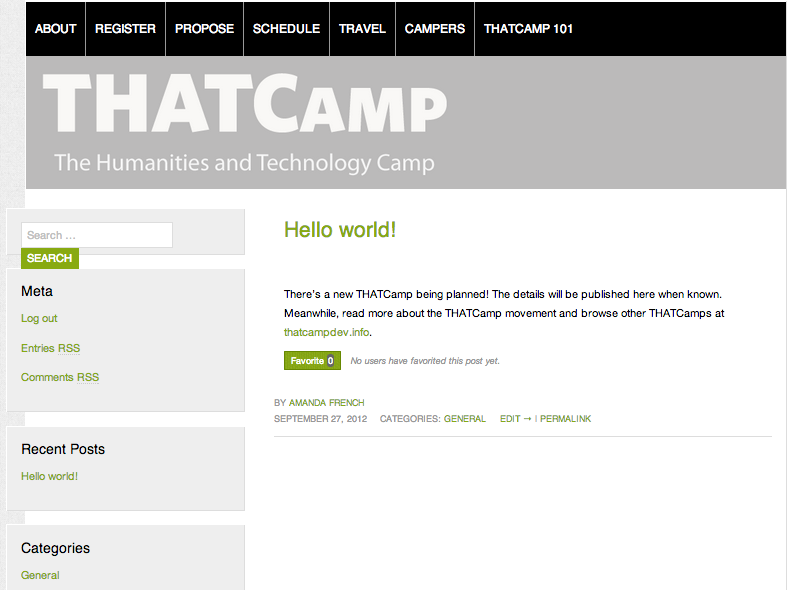 ABOUT REGISTER PROPOSE SCHEDULE TRAVEL CAMPERS THATCAMP 101
THATCAMP
The Humanities and Technology Camp
Search ...
SEARCH
Meta
Log out
Entries RSS
Comments RSS
Recent Posts
Hello world!
Categories
General
Hello world!
There's a new THATCamp being planned! The details will be published here when known.
Meanwhile, read more about the THATCamp movement and browse other THATCamps at
thatcampdev.info.
Favorite 0 No users have favorited this post yet.
BY AMANDA FRENCH
SEPTEMBER 27, 2012 CATEGORIES: GENERAL EDIT → | PERMALINK